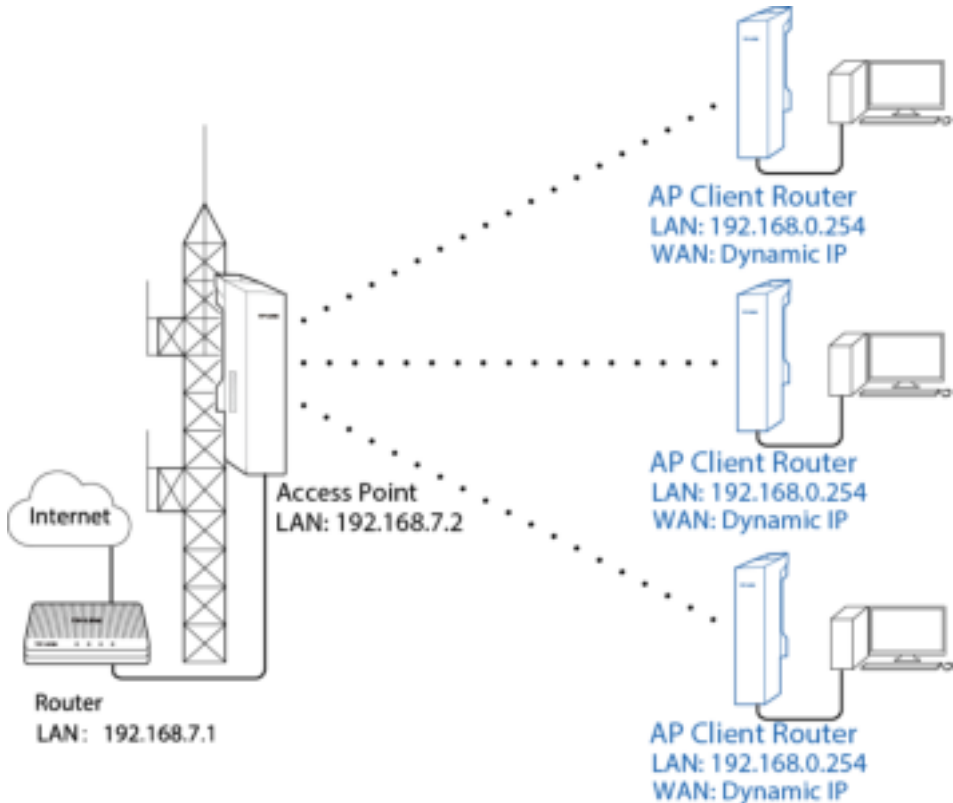 AP Client Router
LAN: 192.168.0.254
WAN: Dynamic IP
AP Client Router
LAN: 192.168.0.254
WAN: Dynamic IP
Access Point
LAN: 192.168.7.2
Internet
Router
LAN: 192.168.7.1
AP Client Router
LAN: 192.168.0.254
WAN: Dynamic IP